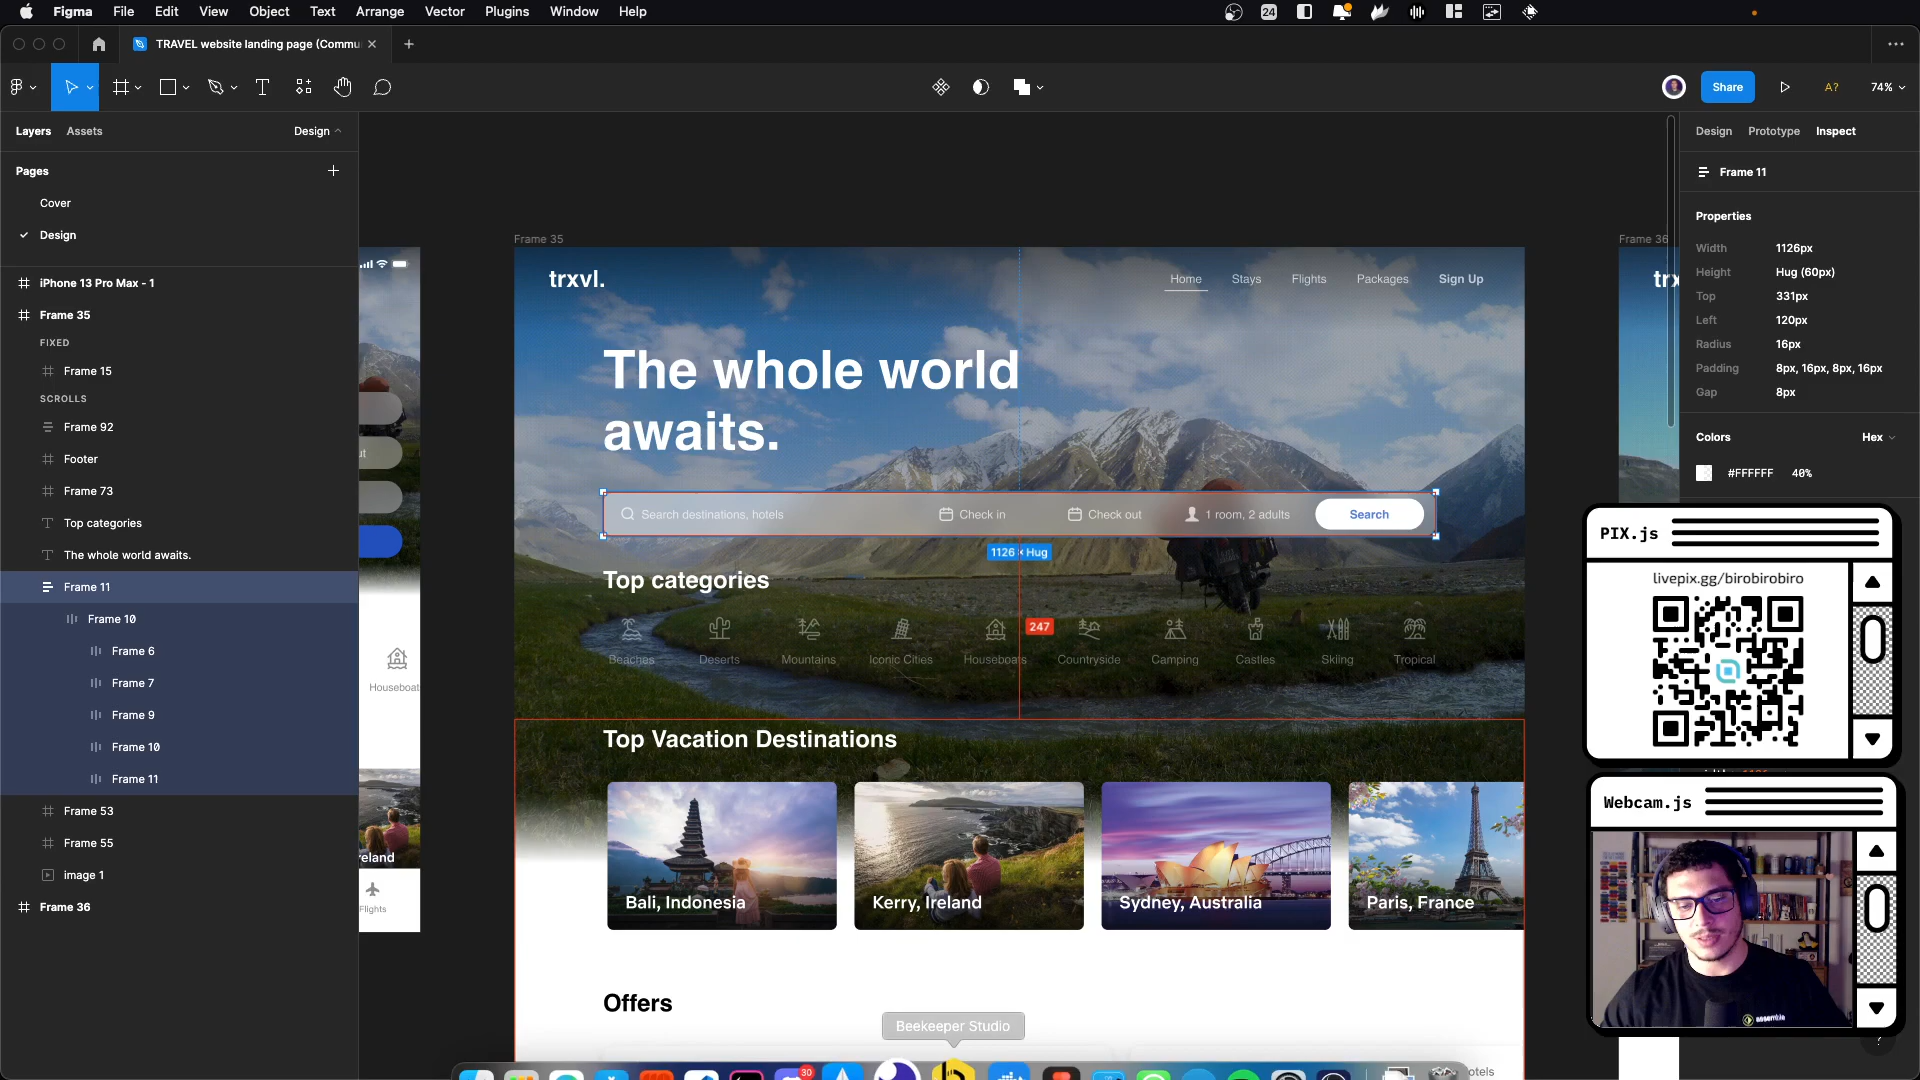 Figma File Edit View Object Text Arrange Vector Plugins Window Help
24
TRAVEL website landing page (Commu
Share
A?
74%
Layers Assets
Design
Pages
Cover
Design
iPhone 13 Pro Max - 1
Frame 35
FIXED
Frame 15
SCROLLS
Frame 92
Footer
Frame 73
Top categories
The whole world awaits.
Frame 11
Frame 10
Frame 6
Frame 7
Frame 9
Frame 10
Frame 11
Frame 53
Frame 55
image 1
Frame 36
ut
Houseboat
eland
Flights
Frame 35
trxvl.
Home Stays Flights Packages Sign Up
The whole world
awaits.
Search destinations, hotels
Check in
Check out
1 room, 2 adults
Search
1126 × Hug
Top categories
247
Beaches Deserts Mountains Iconic Cities Houseboats Countryside Camping Castles Skiing Tropical
Top Vacation Destinations
Bali, Indonesia
Kerry, Ireland
Sydney, Australia
Paris, France
Offers
Beekeeper Studio
30
otels
Frame 36
trx
Design Prototype Inspect
Frame 11
Properties
Width 1126px
Height Hug (60px)
Top 331px
Left 120px
Radius 16px
Padding 8px, 16px, 8px, 16px
Gap 8px
Colors Hex
#FFFFFF 40%
PIX.js
livepix.gg/birobirobiro
Webcam.js
assemble
?